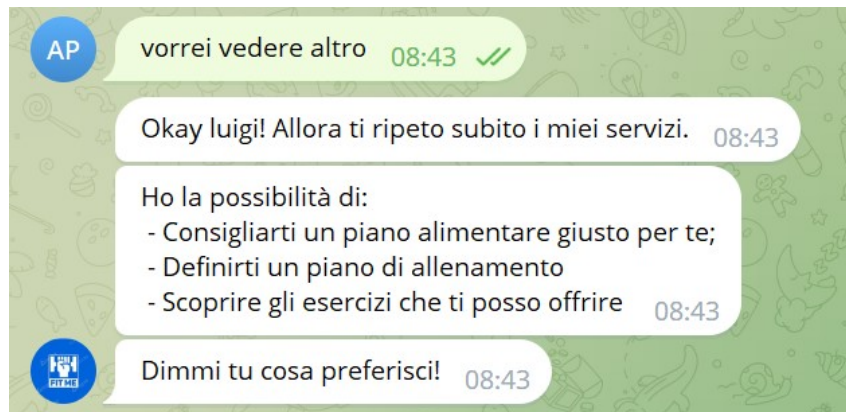 AP
vorrei vedere altro 08:43
Okay luigi! Allora ti ripeto subito i miei servizi. 08:43
Ho la possibilità di:
- Consigliarti un piano alimentare giusto per te;
- Definirti un piano di allenamento
- Scoprire gli esercizi che ti posso offrire 08:43
FIT ME
Dimmi tu cosa preferisci! 08:43